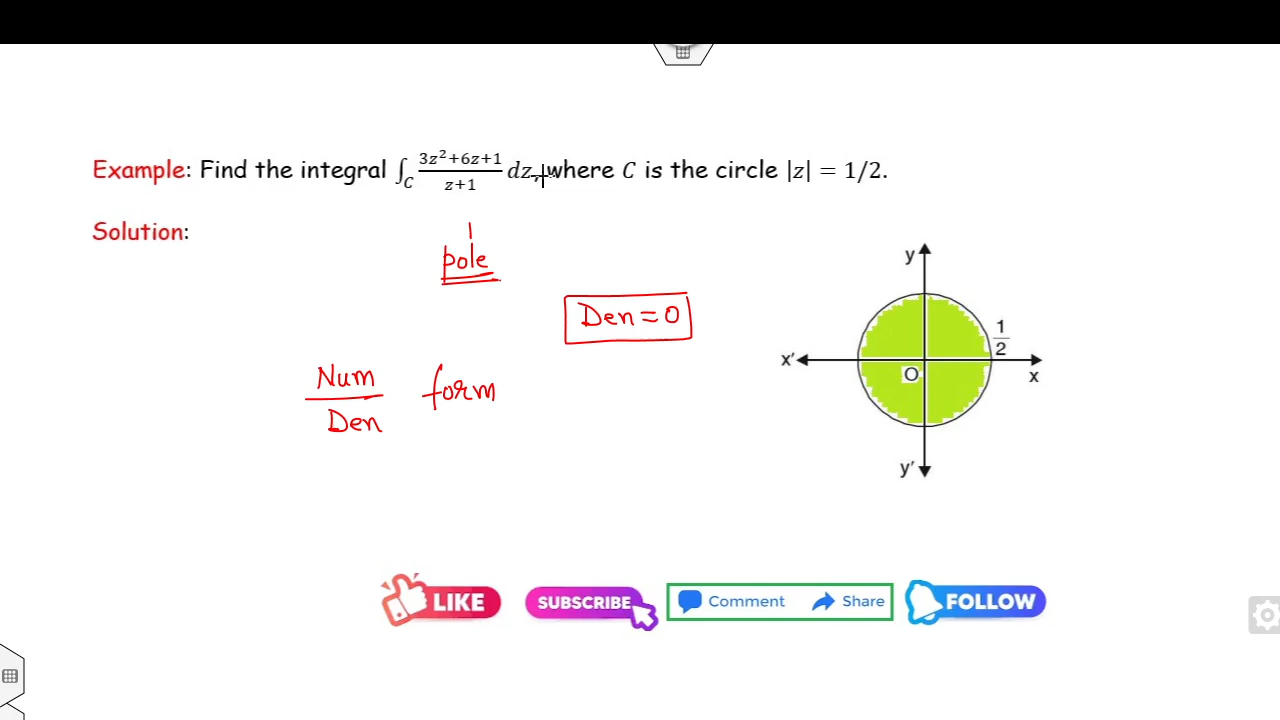 Example: Find the integral ∫_C (3z²+6z+1)/(z+1) dz, where C is the circle |z| = 1/2.
Solution:
pole
Den = 0
Num
Den
form
y
1
2
x'
O
x
y'
LIKE
SUBSCRIBE
Comment
Share
FOLLOW